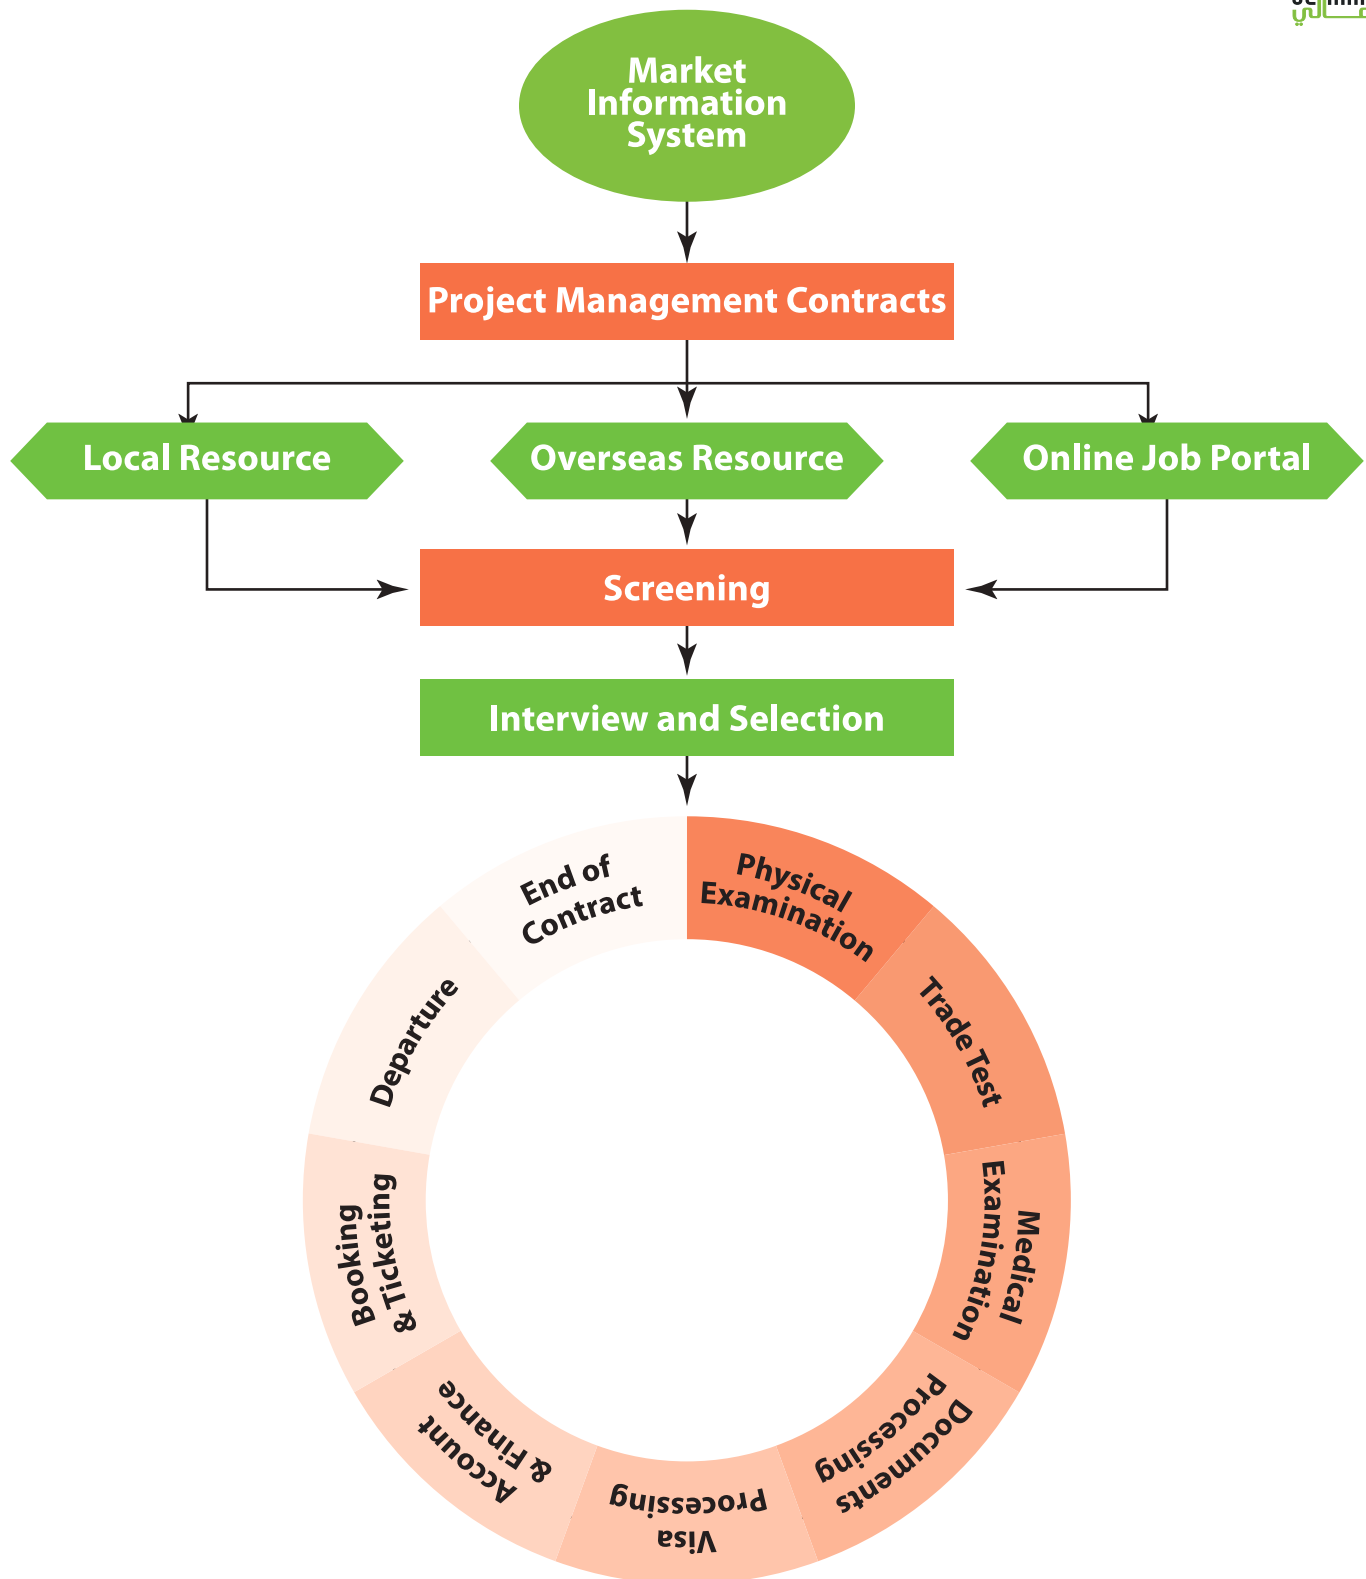 Market
Information
System
Project Management Contracts
Local Resource
Overseas Resource
Online Job Portal
Screening
Interview and Selection
Physical
Examination
Trade Test
Medical
Examination
Documents
Processing
Visa
Processing
Account
& Finance
Booking
& Ticketing
Departure
End of
Contract